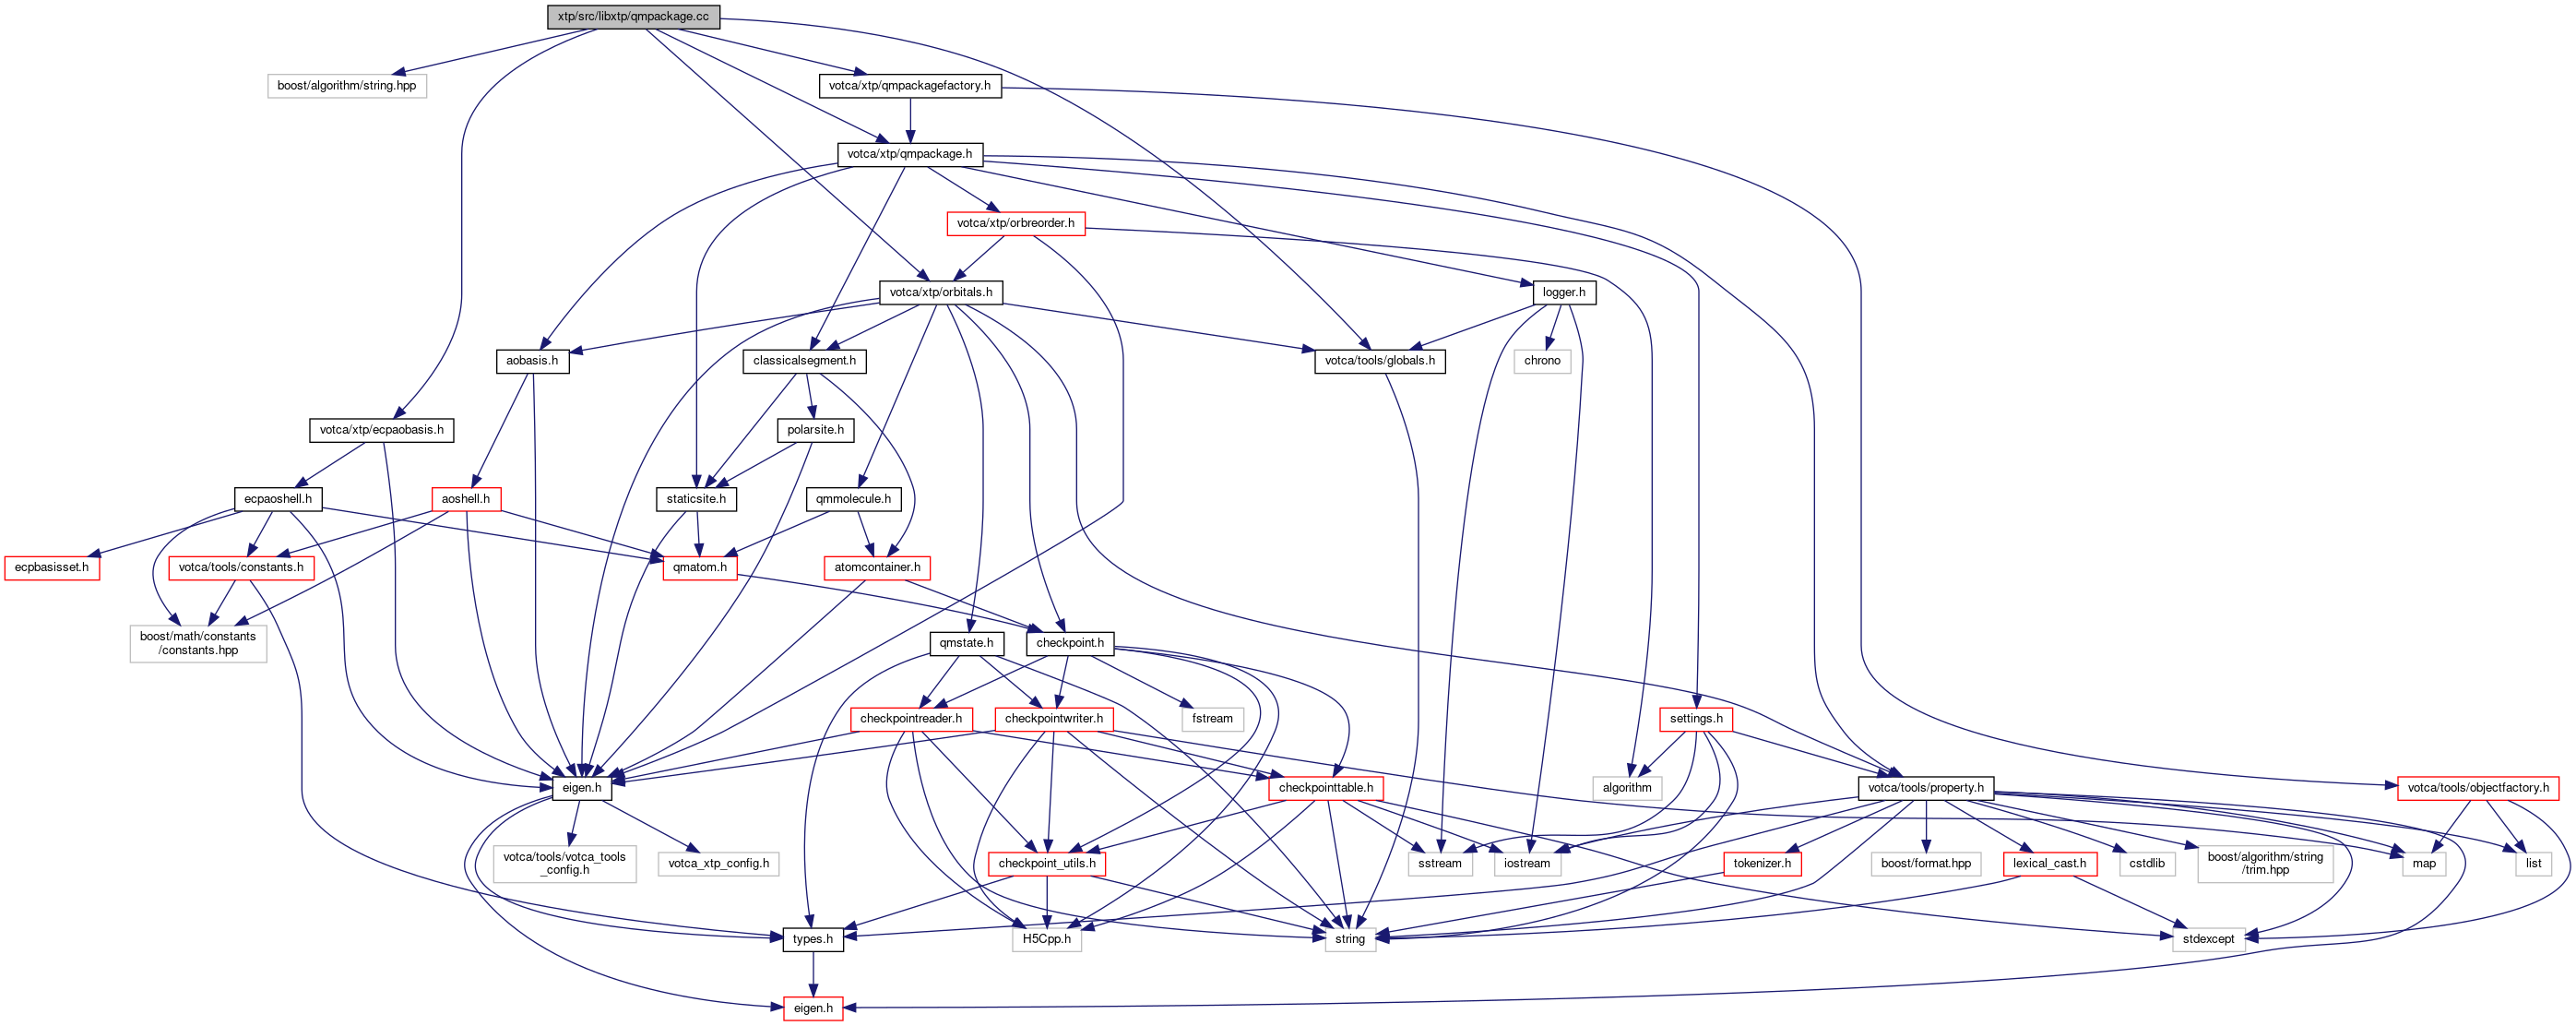 xtp/src/libxtp/qmpackage.cc
boost/algorithm/string.hpp
votca/xtp/qmpackagefactory.h
votca/xtp/qmpackage.h
votca/xtp/orbreorder.h
votca/xtp/orbitals.h
logger.h
aobasis.h
classicalsegment.h
votca/tools/globals.h
chrono
votca/xtp/ecpaobasis.h
polarsite.h
ecpaoshell.h
aoshell.h
staticsite.h
qmmolecule.h
ecpbasisset.h
votca/tools/constants.h
qmatom.h
atomcontainer.h
boost/math/constants
/constants.hpp
qmstate.h
checkpoint.h
checkpointreader.h
checkpointwriter.h
fstream
settings.h
eigen.h
checkpointtable.h
algorithm
votca/tools/property.h
votca/tools/objectfactory.h
votca/tools/votca_tools
_config.h
votca_xtp_config.h
checkpoint_utils.h
sstream
iostream
tokenizer.h
boost/format.hpp
lexical_cast.h
cstdlib
boost/algorithm/string
/trim.hpp
map
list
types.h
H5Cpp.h
string
stdexcept
eigen.h